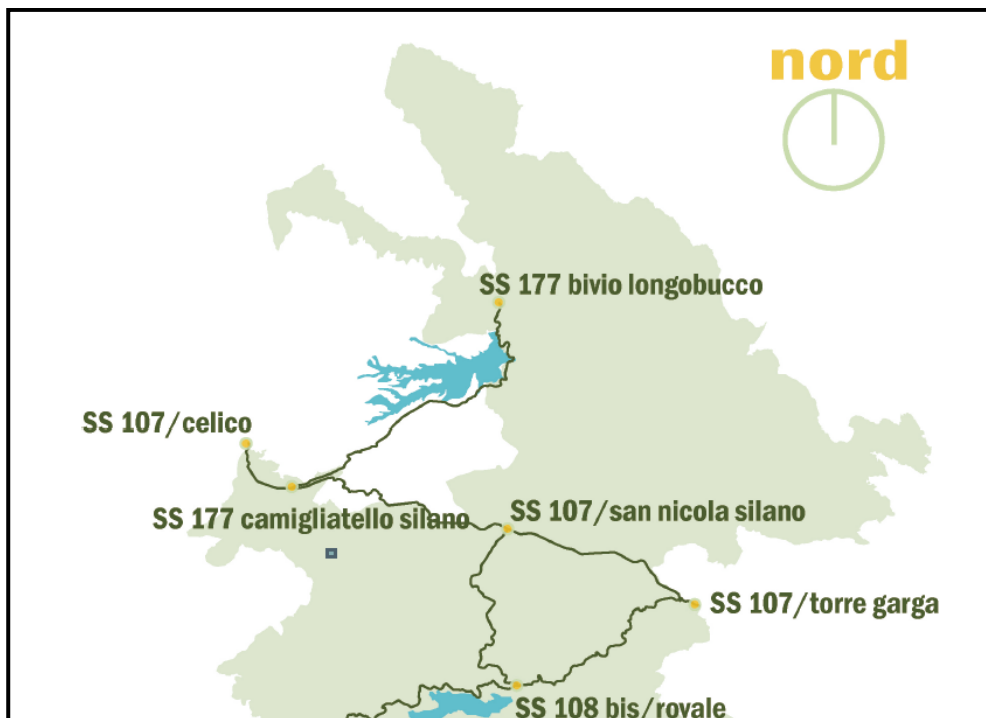 nord
SS 177 bivio longobucco
SS 107/celico
SS 177 camigliatello silano
SS 107/san nicola silano
SS 107/torre garga
SS 108 bis/rovale